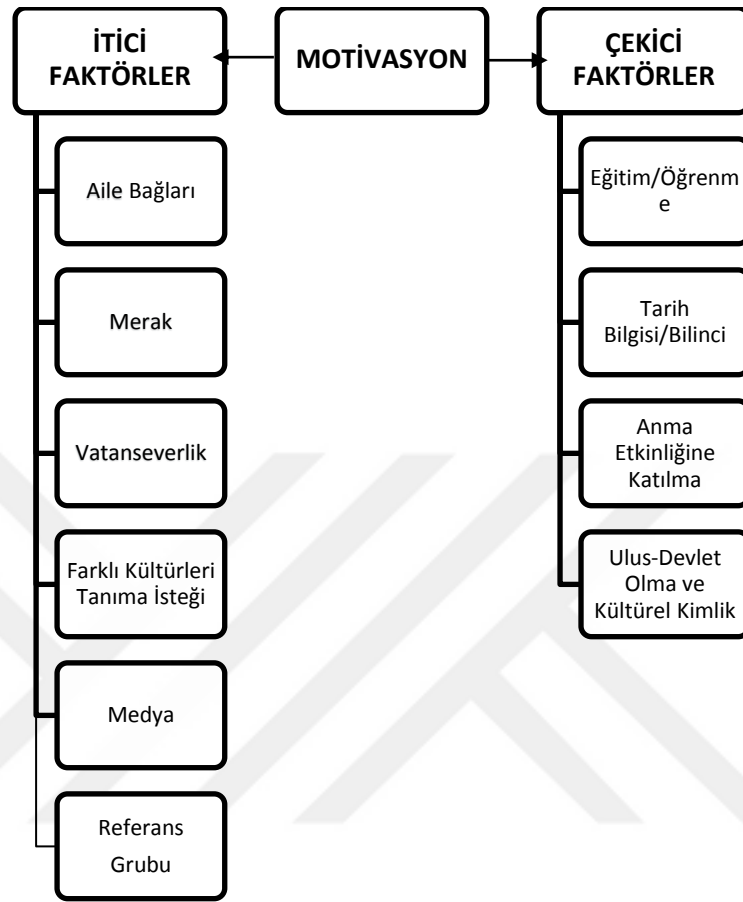 İTİCİ
FAKTÖRLER
MOTİVASYON
ÇEKİCİ
FAKTÖRLER
Aile Bağları
Merak
Vatanseverlik
Farklı Kültürleri
Tanıma İsteği
Medya
Referans
Grubu
Eğitim/Öğrenm
e
Tarih
Bilgisi/Bilinci
Anma
Etkinliğine
Katılma
Ulus-Devlet
Olma ve
Kültürel Kimlik